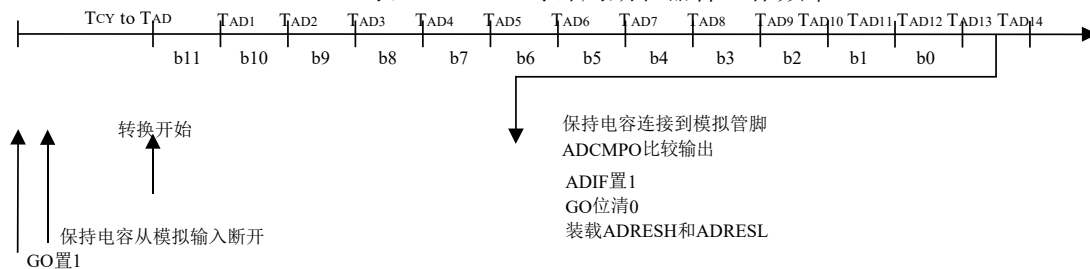 TCY to TAD TAD1 TAD2 TAD3 TAD4 TAD5 TAD6 TAD7 TAD8 TAD9 TAD10 TAD11 TAD12 TAD13 TAD14
b11 b10 b9 b8 b7 b6 b5 b4 b3 b2 b1 b0
转换开始
保持电容从模拟输入断开
GO置1
保持电容连接到模拟管脚
ADCMPO比较输出
ADIF置1
GO位清0
装载ADRESH和ADRESL